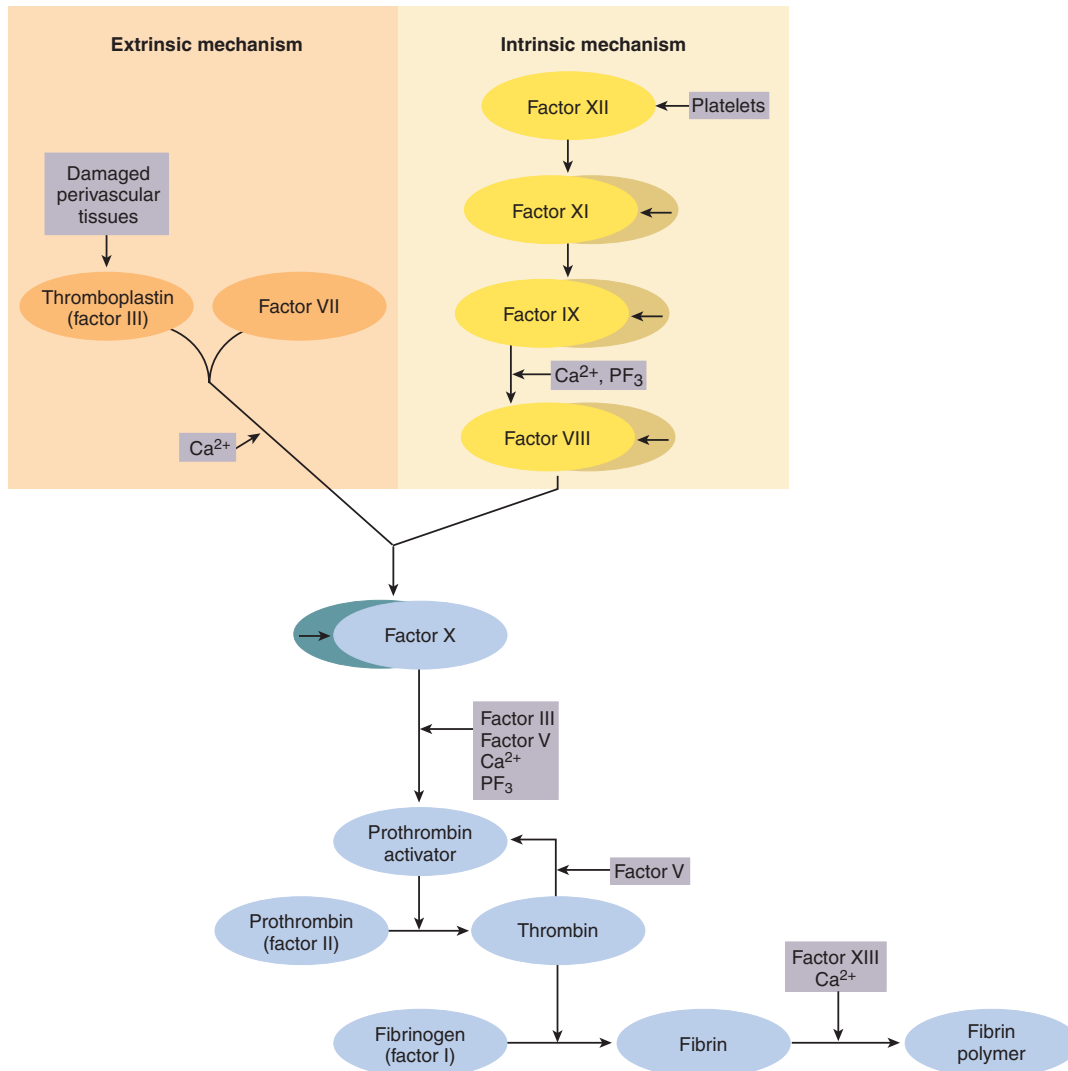 Extrinsic mechanism
Intrinsic mechanism
Factor XII
Platelets
Damaged
perivascular
tissues
Factor XI
Thromboplastin
(factor III)
Factor VII
Factor IX
Ca²⁺, PF₃
Factor VIII
Ca²⁺
Factor X
Factor III
Factor V
Ca²⁺
PF₃
Prothrombin
activator
Factor V
Prothrombin
(factor II)
Thrombin
Factor XIII
Ca²⁺
Fibrinogen
(factor I)
Fibrin
Fibrin
polymer